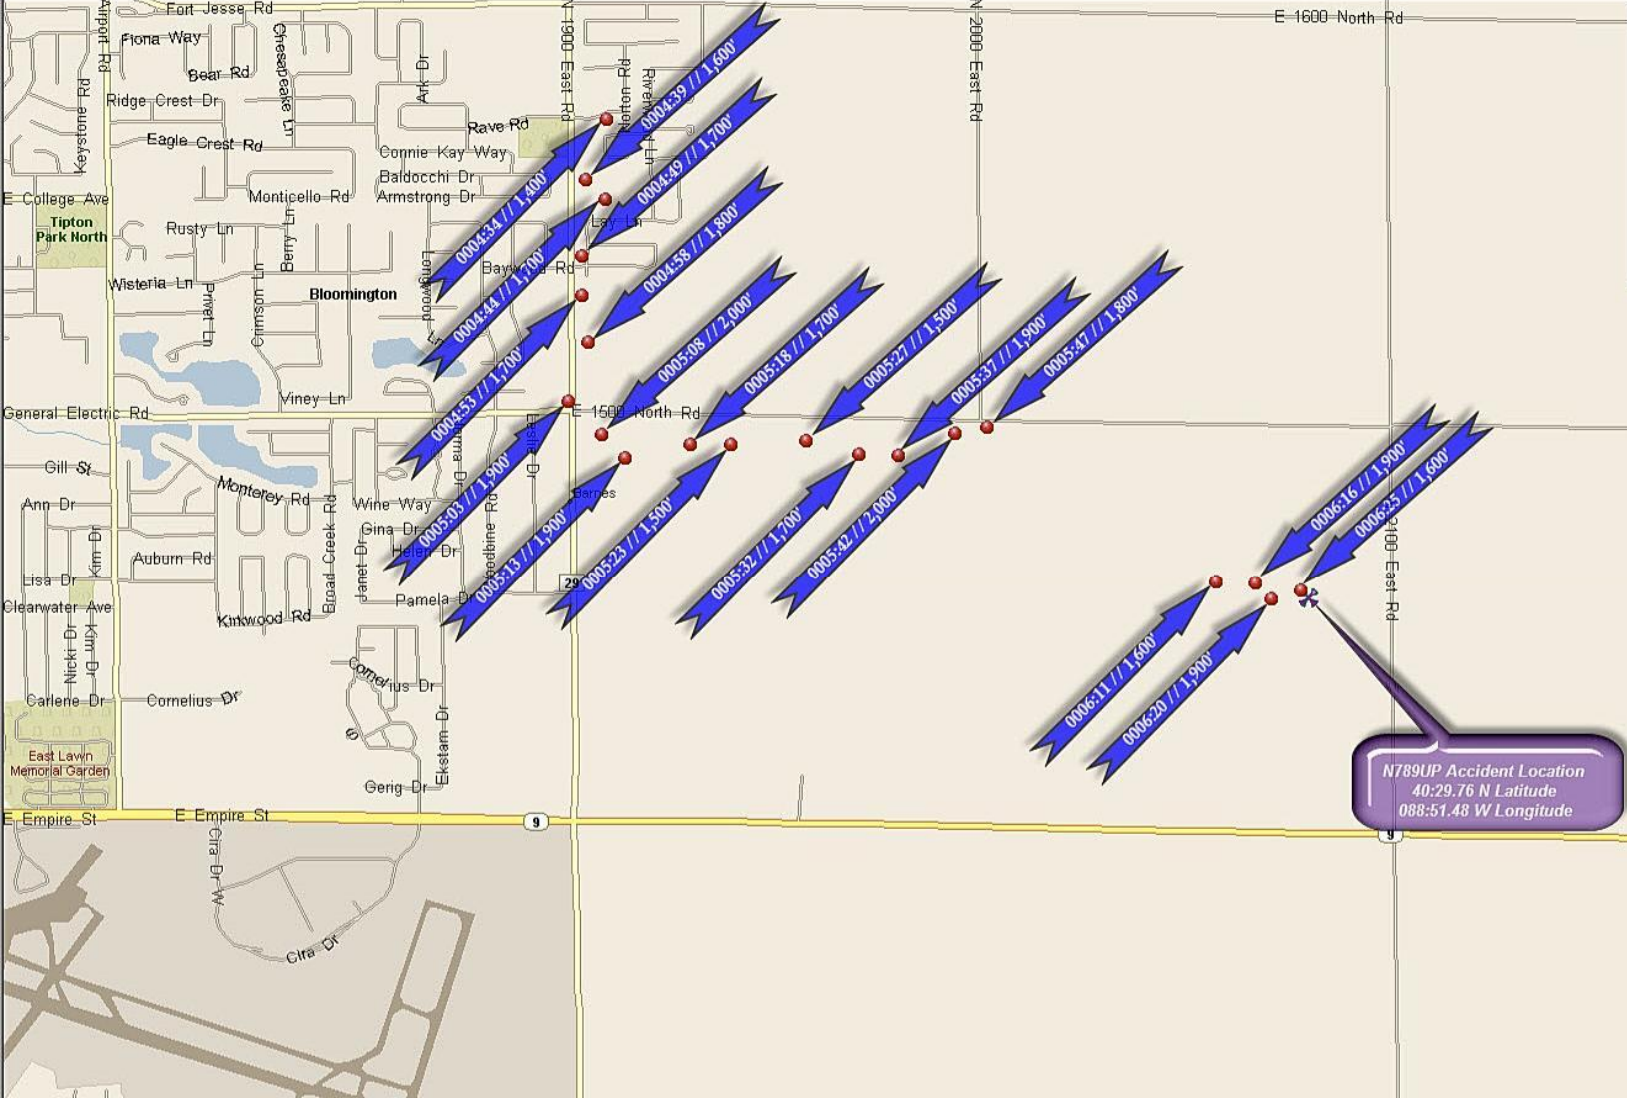 Fort Jesse Rd
E 1600 North Rd
Airport Rd
N 1900 East Rd
N 2000 East Rd
Fiona Way
Chesapeake Ln
Bear Rd
Ark Dr
Keystone Rd
Ridge Crest Dr
Rave Rd
Eagle Crest Rd
Connie Kay Way
Baldocchi Dr
Monticello Rd
Armstrong Dr
E College Ave
Tipton
Park North
Rusty Ln
Berry Ln
Lay Ln
Wisteria Ln
Privet Ln
Crimson Ln
Bloomington
Longwood
Ln
0004:34 // 1,400'
0004:39 // 1,600'
0004:44 // 1,700'
0004:49 // 1,700'
0004:53 // 1,700'
0004:58 // 1,800'
0005:03 // 1,900'
0005:08 // 2,000'
0005:13 // 1,900'
0005:18 // 1,700'
0005:23 // 1,500'
0005:27 // 1,500'
0005:32 // 1,700'
0005:37 // 1,900'
0005:42 // 2,000'
0005:47 // 1,800'
0006:11 // 1,600'
0006:16 // 1,900'
0006:20 // 1,900'
0006:25 // 1,600'
Viney Ln
General Electric Rd
E 1500 North Rd
Gill St
Monterey Rd
Ann Dr
Wine Way
Barnes
Gina Dr
Helen Dr
Kim Dr
Auburn Rd
Broad Creek Rd
Janet Dr
Lisa Dr
29
2100 East Rd
Pamela Dr
Clearwater Ave
Kirkwood Rd
Nicki Dr
Kim Dr
Cornelius Dr
Carlene Dr
Cornelius Dr
Ekstam Dr
East Lawn
Memorial Garden
Gerig Dr
N789UP Accident Location
40:29.76 N Latitude
088:51.48 W Longitude
E Empire St
E Empire St
9
9
Cira Dr W
Cira Dr